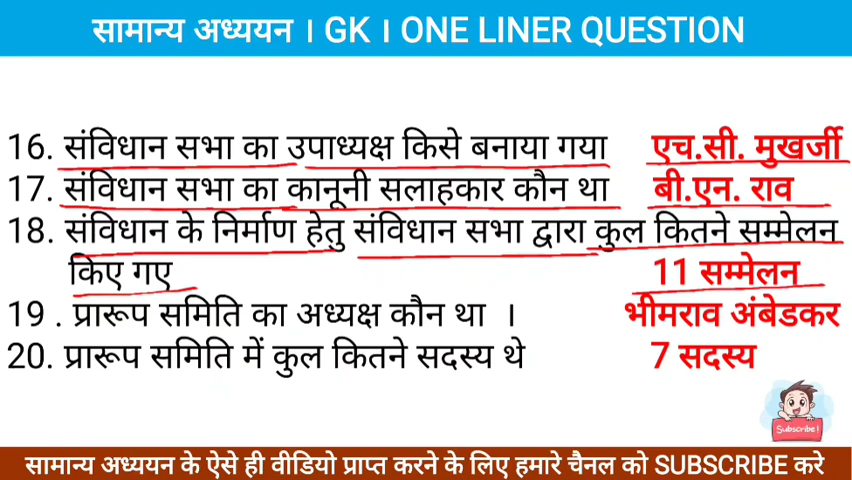 सामान्य अध्ययन । GK । ONE LINER QUESTION
16. संविधान सभा का उपाध्यक्ष किसे बनाया गया एच.सी. मुखर्जी
17. संविधान सभा का कानूनी सलाहकार कौन था बी.एन. राव
18. संविधान के निर्माण हेतु संविधान सभा द्वारा कुल कितने सम्मेलन
किए गए 11 सम्मेलन
19 . प्रारूप समिति का अध्यक्ष कौन था । भीमराव अंबेडकर
20. प्रारूप समिति में कुल कितने सदस्य थे 7 सदस्य
Subscribe!
सामान्य अध्ययन के ऐसे ही वीडियो प्राप्त करने के लिए हमारे चैनल को SUBSCRIBE करे